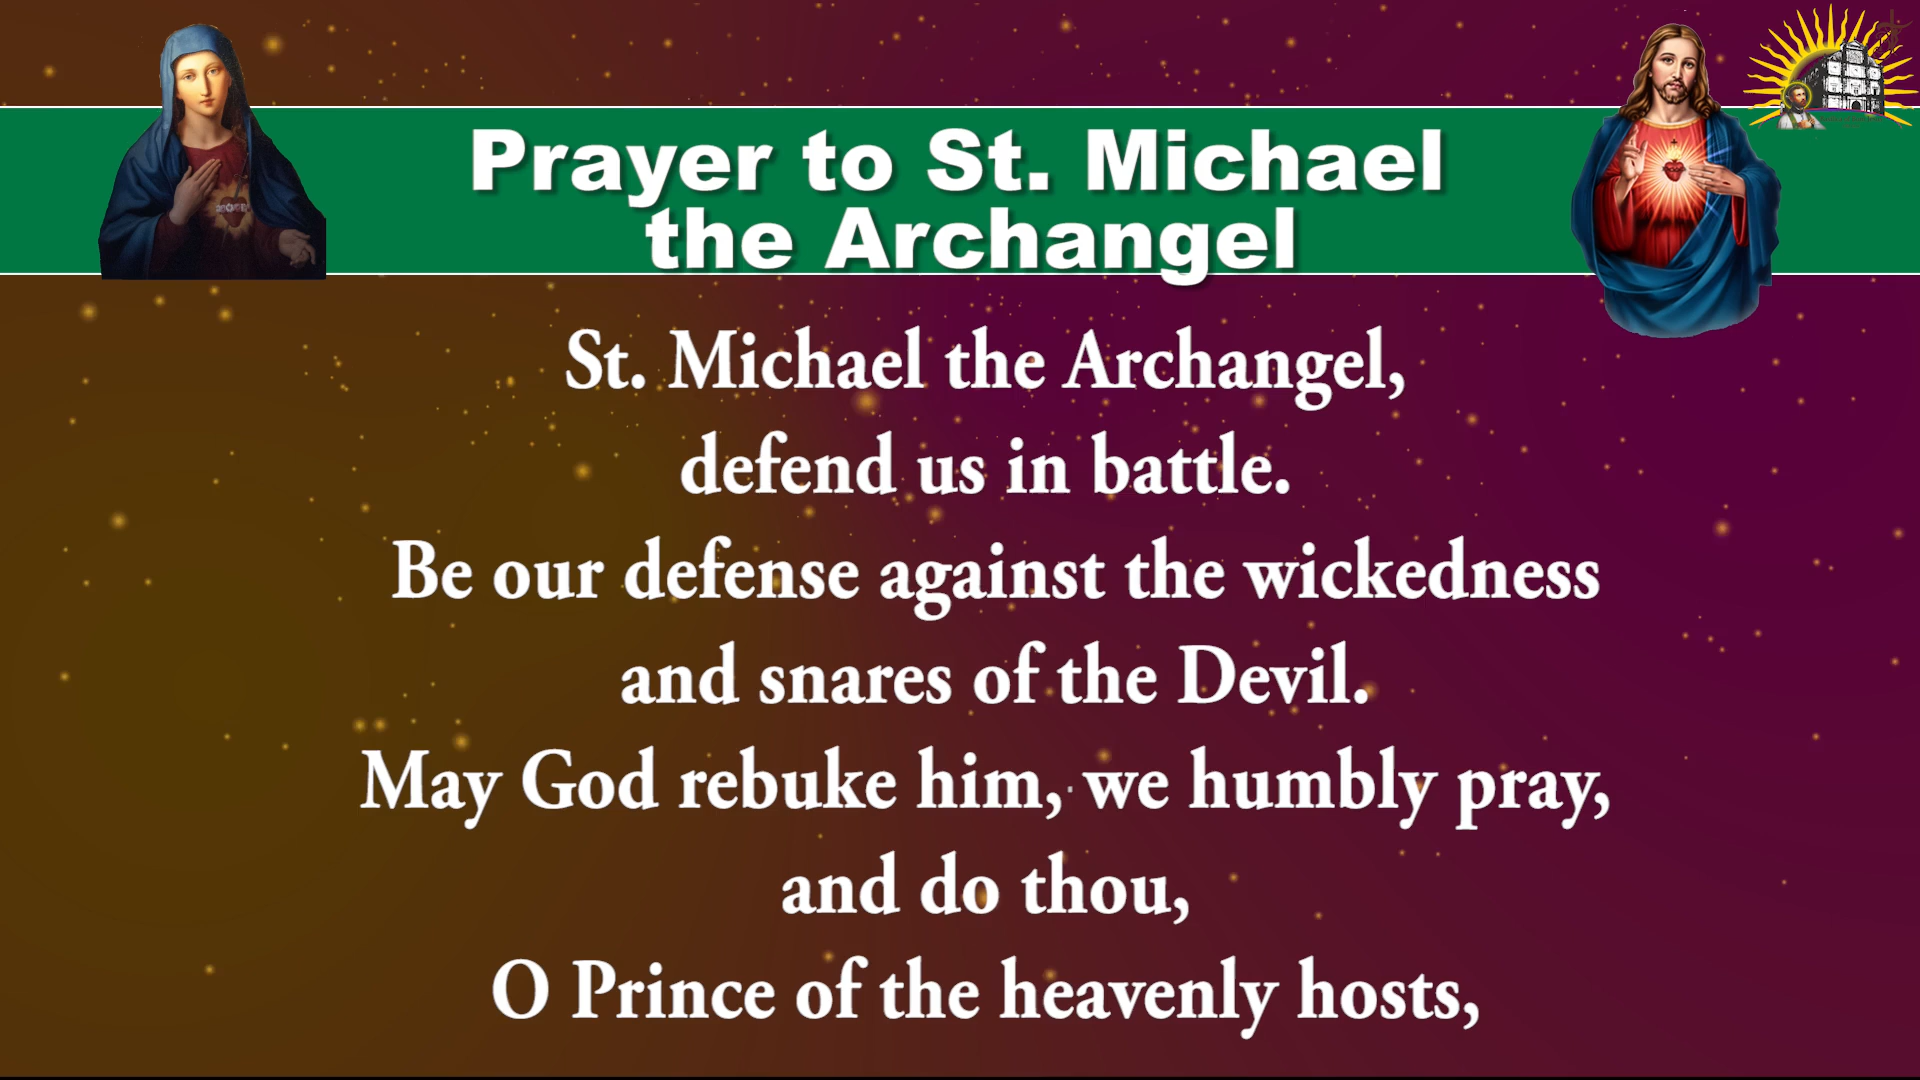 Prayer to St. Michael
the Archangel
St. Michael the Archangel,
defend us in battle.
Be our defense against the wickedness
and snares of the Devil.
May God rebuke him, we humbly pray,
and do thou,
O Prince of the heavenly hosts,